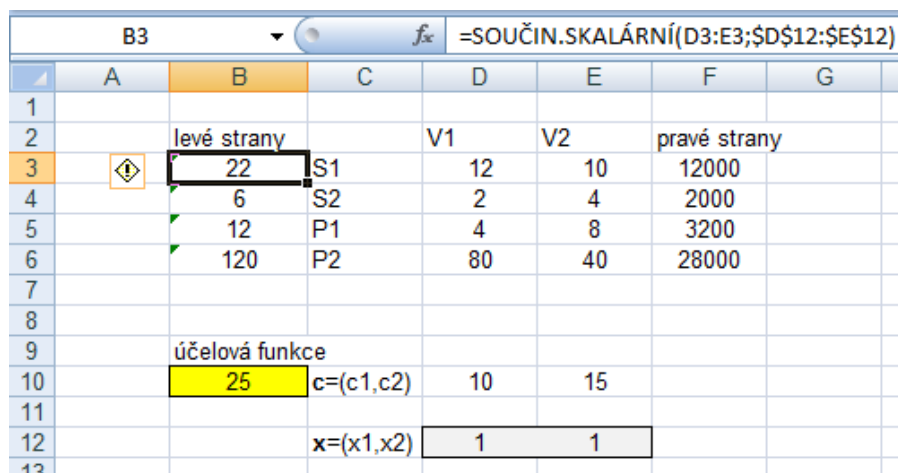 B3 fx =SOUČIN.SKALÁRNÍ(D3:E3;$D$12:$E$12)
A B C D E F G
1
2 levé strany V1 V2 pravé strany
3 22 S1 12 10 12000
4 6 S2 2 4 2000
5 12 P1 4 8 3200
6 120 P2 80 40 28000
7
8
9 účelová funkce
10 25 c=(c1,c2) 10 15
11
12 x=(x1,x2) 1 1
13